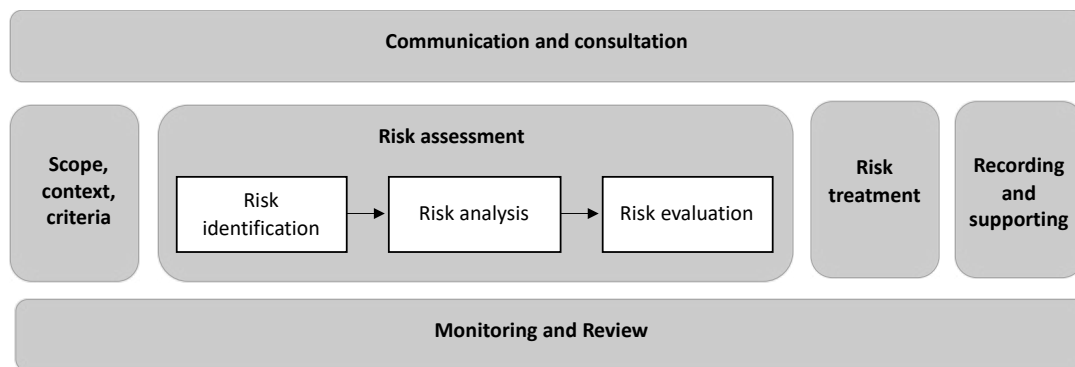 Communication and consultation
Scope,
context,
criteria
Risk assessment
Risk
identification
Risk analysis
Risk evaluation
Risk
treatment
Recording
and
supporting
Monitoring and Review